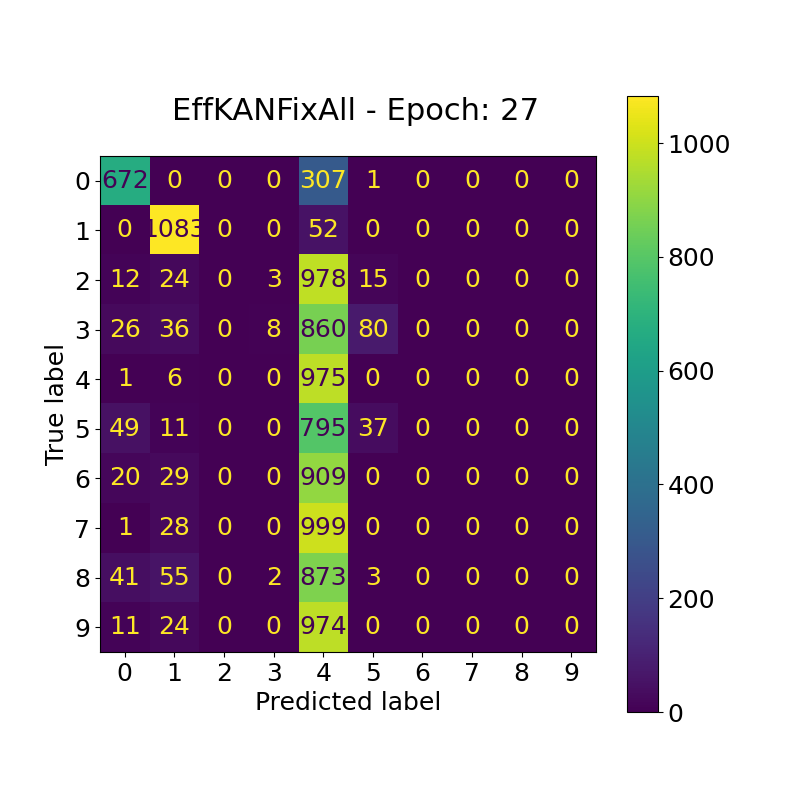 EffKANFixAll - Epoch: 27
0 672 0 0 0 307 1 0 0 0 0
1 0 1083 0 0 52 0 0 0 0 0
2 12 24 0 3 978 15 0 0 0 0
3 26 36 0 8 860 80 0 0 0 0
4 1 6 0 0 975 0 0 0 0 0
5 49 11 0 0 795 37 0 0 0 0
6 20 29 0 0 909 0 0 0 0 0
7 1 28 0 0 999 0 0 0 0 0
8 41 55 0 2 873 3 0 0 0 0
9 11 24 0 0 974 0 0 0 0 0
0 1 2 3 4 5 6 7 8 9
Predicted label
True label
1000
800
600
400
200
0